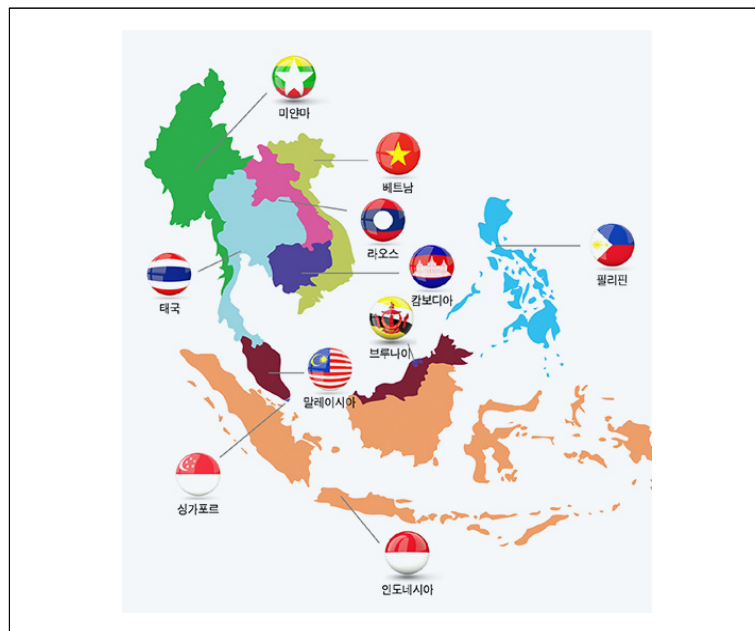 미얀마
베트남
라오스
필리핀
캄보디아
태국
브루나이
말레이시아
싱가포르
인도네시아